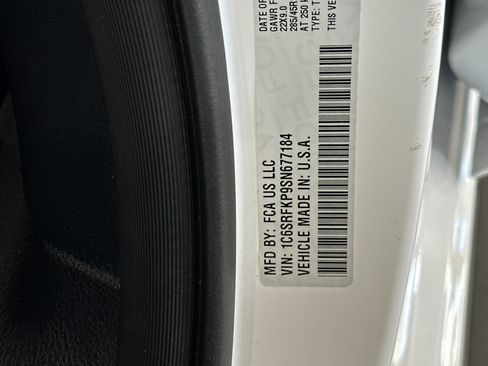 DATE OF
GAWR F
22X9.0
285/45R
AT 250 k
TYPE: T
THIS VE
MFD BY: FCA US LLC
VIN: 1C6SRFKP9SN677184
VEHICLE MADE IN: U.S.A.